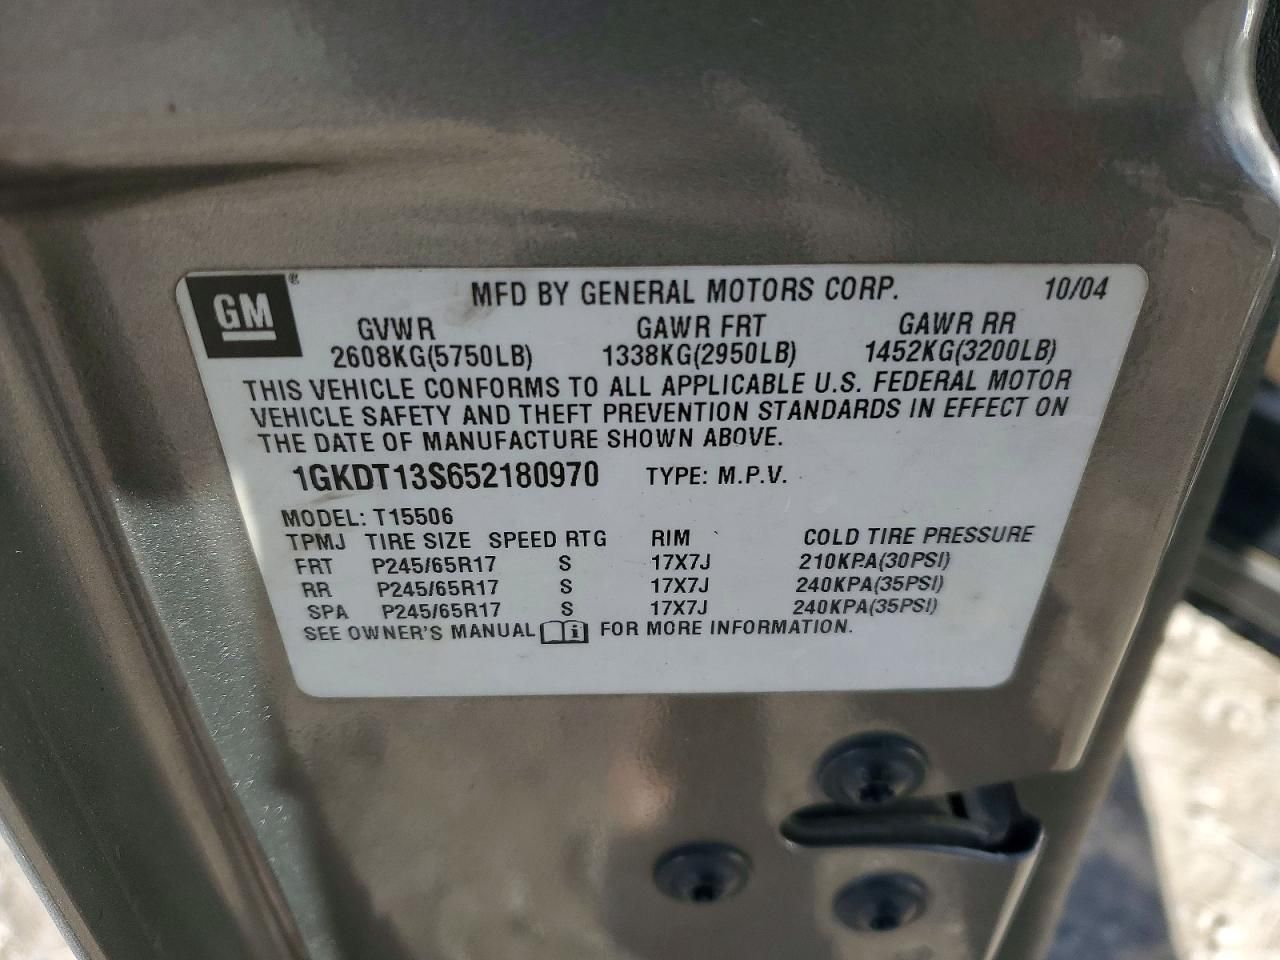 GM® MFD BY GENERAL MOTORS CORP. 10/04
GVWR GAWR FRT GAWR RR
2608KG(5750LB) 1338KG(2950LB) 1452KG(3200LB)
THIS VEHICLE CONFORMS TO ALL APPLICABLE U.S. FEDERAL MOTOR
VEHICLE SAFETY AND THEFT PREVENTION STANDARDS IN EFFECT ON
THE DATE OF MANUFACTURE SHOWN ABOVE.
1GKDT13S652180970 TYPE: M.P.V.
MODEL: T15506
TPMJ TIRE SIZE SPEED RTG RIM COLD TIRE PRESSURE
FRT P245/65R17 S 17X7J 210KPA(30PSI)
RR P245/65R17 S 17X7J 240KPA(35PSI)
SPA P245/65R17 S 17X7J 240KPA(35PSI)
SEE OWNER'S MANUAL i FOR MORE INFORMATION.